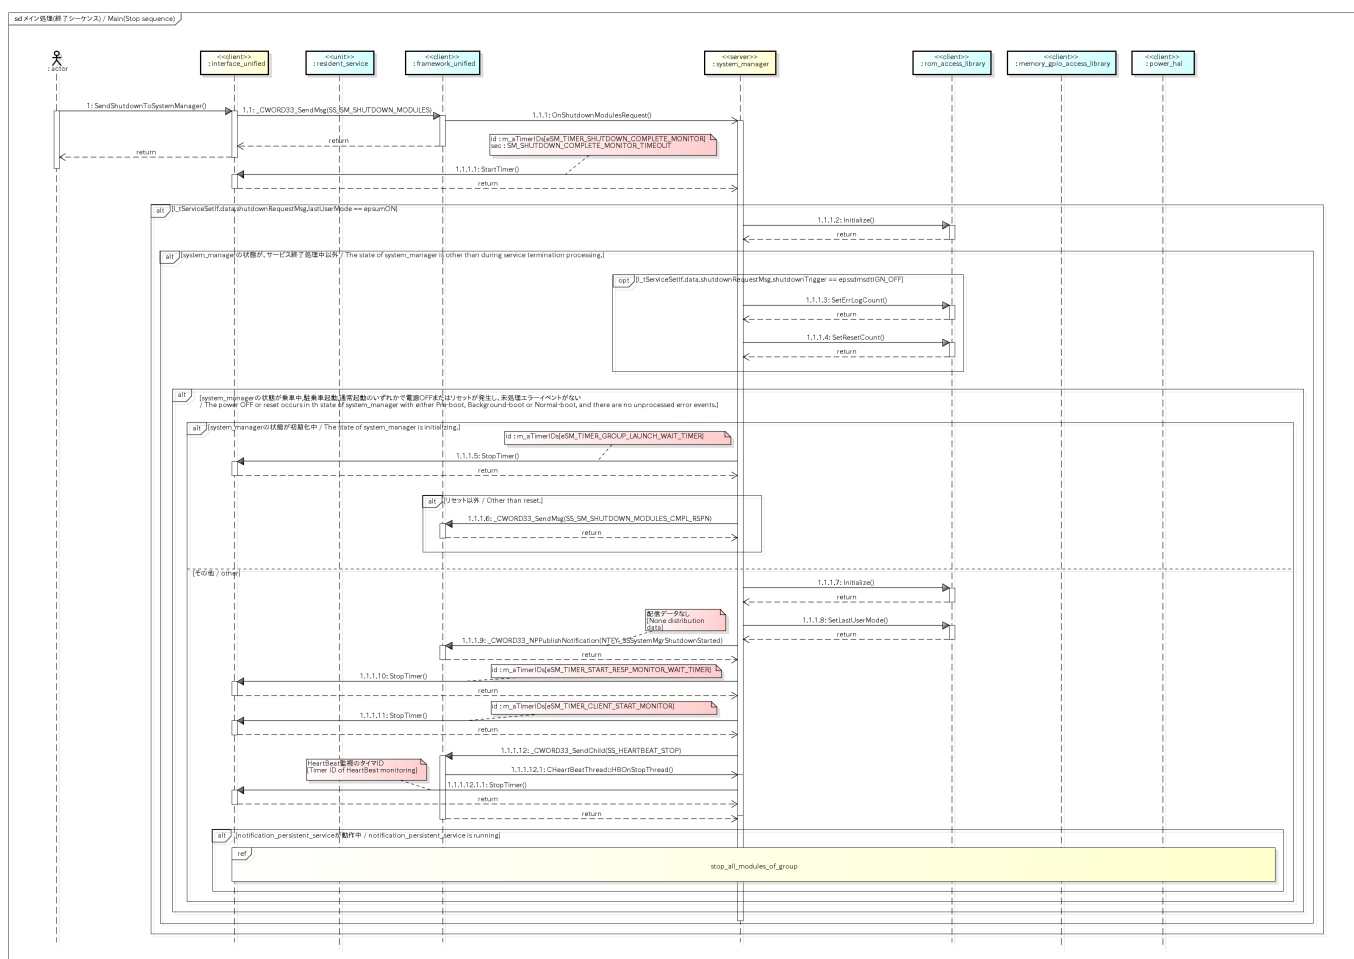 sd メイン処理(終了シーケンス) / Main(Stop sequence)
: actor
<<client>>
: interface_unified
<<unit>>
: resident_service
<<client>>
: framework_unified
<<server>>
: system_manager
<<client>>
: rom_access_library
<<client>>
: memory_gpio_access_library
<<client>>
: power_hal
1: SendShutdownToSystemManager()
1.1: _CWORD33_SendMsg(SS_SM_SHUTDOWN_MODULES)
1.1.1: OnShutdownModulesRequest()
return
return
id : m_aTimerIDs[eSM_TIMER_SHUTDOWN_COMPLETE_MONITOR]
sec : SM_SHUTDOWN_COMPLETE_MONITOR_TIMEOUT
1.1.1.1: StartTimer()
return
alt
[l_tServiceSetIf.data.shutdownRequestMsg.lastUserMode == epsumON]
1.1.1.2: Initialize()
return
alt
[system_managerの状態が、サービス終了処理中以外 / The state of system_manager is other than during service termination processing.]
opt
[l_tServiceSetIf.data.shutdownRequestMsg.shutdownTrigger == epssdmsdtIGN_OFF]
1.1.1.3: SetErrLogCount()
return
1.1.1.4: SetResetCount()
return
alt
[system_managerの状態が乗車中,駐車起動,通常起動のいずれかで電源OFFまたはリセットが発生し、未処理エラーイベントがない
/ The power OFF or reset occurs in th state of system_manager with either Pre-boot, Background-boot or Normal-boot, and there are no unprocessed error events.]
alt
[system_managerの状態が初期化中 / The state of system_manager is initializing.]
id : m_aTimerIDs[eSM_TIMER_GROUP_LAUNCH_WAIT_TIMER]
1.1.1.5: StopTimer()
return
alt
[リセット以外 / Other than reset.]
1.1.1.6: _CWORD33_SendMsg(SS_SM_SHUTDOWN_MODULES_CMPL_RSPN)
return
[その他 / other]
1.1.1.7: Initialize()
return
配信データなし
[None distribution
data]
1.1.1.8: SetLastUserMode()
return
1.1.1.9: _CWORD33_NPPublishNotification(NTFY_SSSystemMgrShutdownStarted)
return
id : m_aTimerIDs[eSM_TIMER_START_RESP_MONITOR_WAIT_TIMER]
1.1.1.10: StopTimer()
return
id : m_aTimerIDs[eSM_TIMER_CLIENT_START_MONITOR]
1.1.1.11: StopTimer()
return
1.1.1.12: _CWORD33_SendChild(SS_HEARTBEAT_STOP)
HeartBeat監視のタイマID
[Timer ID of HeartBeat monitoring]
1.1.1.12.1: CHeartBeatThread::HBOnStopThread()
1.1.1.12.1.1: StopTimer()
return
return
alt
[notification_persistent_serviceが動作中 / notification_persistent_service is running]
ref
stop_all_modules_of_group